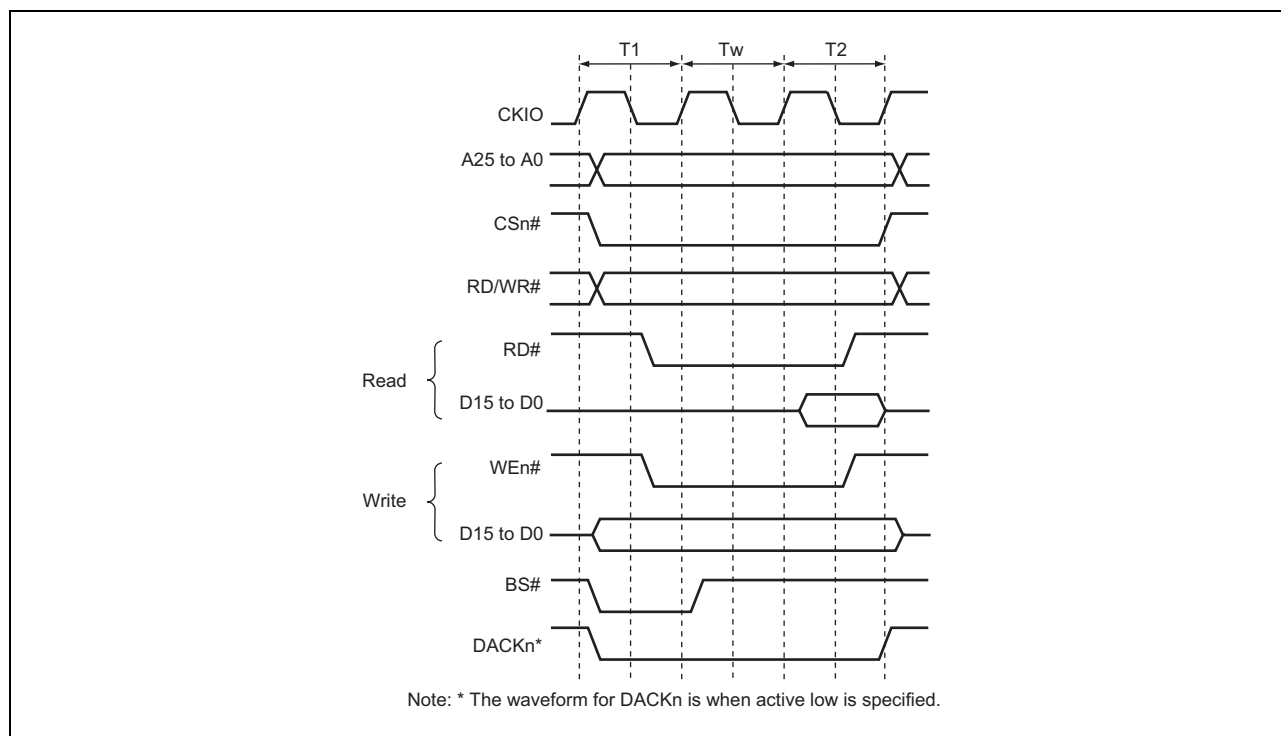 T1 Tw T2
CKIO
A25 to A0
CSn#
RD/WR#
RD#
Read
D15 to D0
WEn#
Write
D15 to D0
BS#
DACKn*
Note: * The waveform for DACKn is when active low is specified.